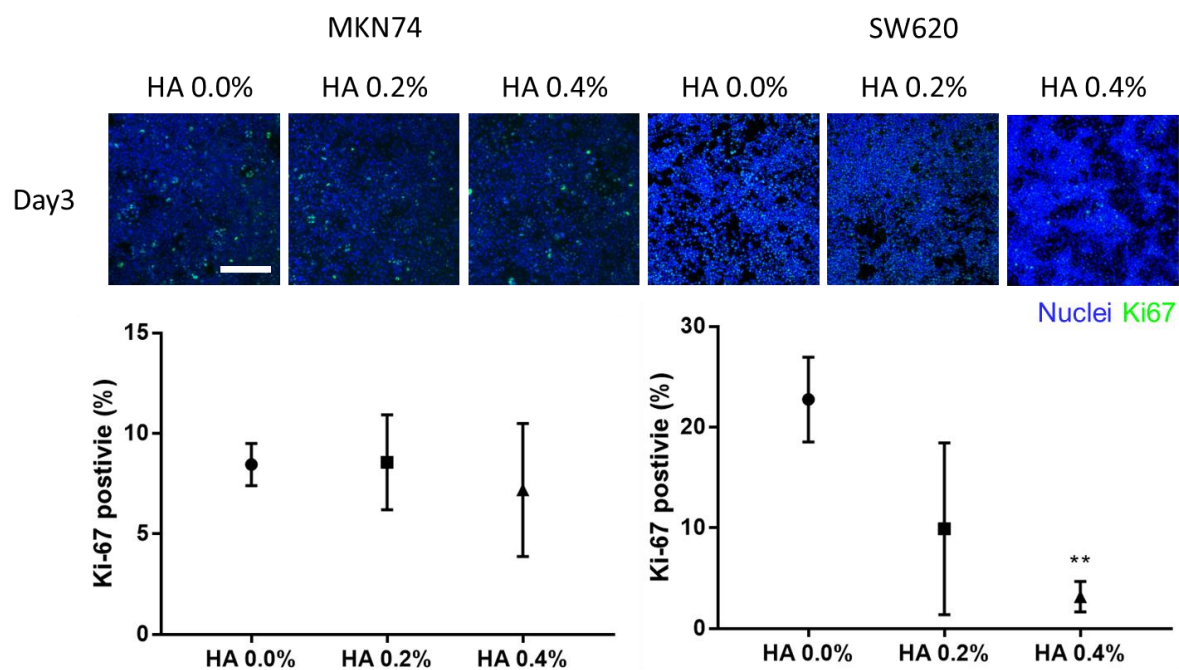 MKN74 SW620
HA 0.0% HA 0.2% HA 0.4% HA 0.0% HA 0.2% HA 0.4%
Day3
Nuclei Ki67
Ki-67 postivie (%)
15
10
5
0
HA 0.0% HA 0.2% HA 0.4%
Ki-67 postivie (%)
30
20
10
0
**
HA 0.0% HA 0.2% HA 0.4%